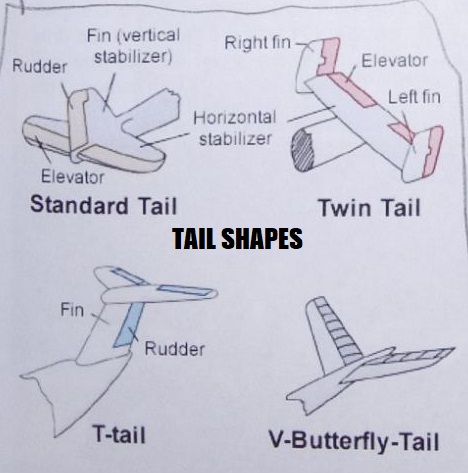 Fin (vertical
stabilizer)
Rudder
Elevator
Horizontal
stabilizer
Standard Tail
Right fin
Elevator
Left fin
Twin Tail
TAIL SHAPES
Fin
Rudder
T-tail
V-Butterfly-Tail